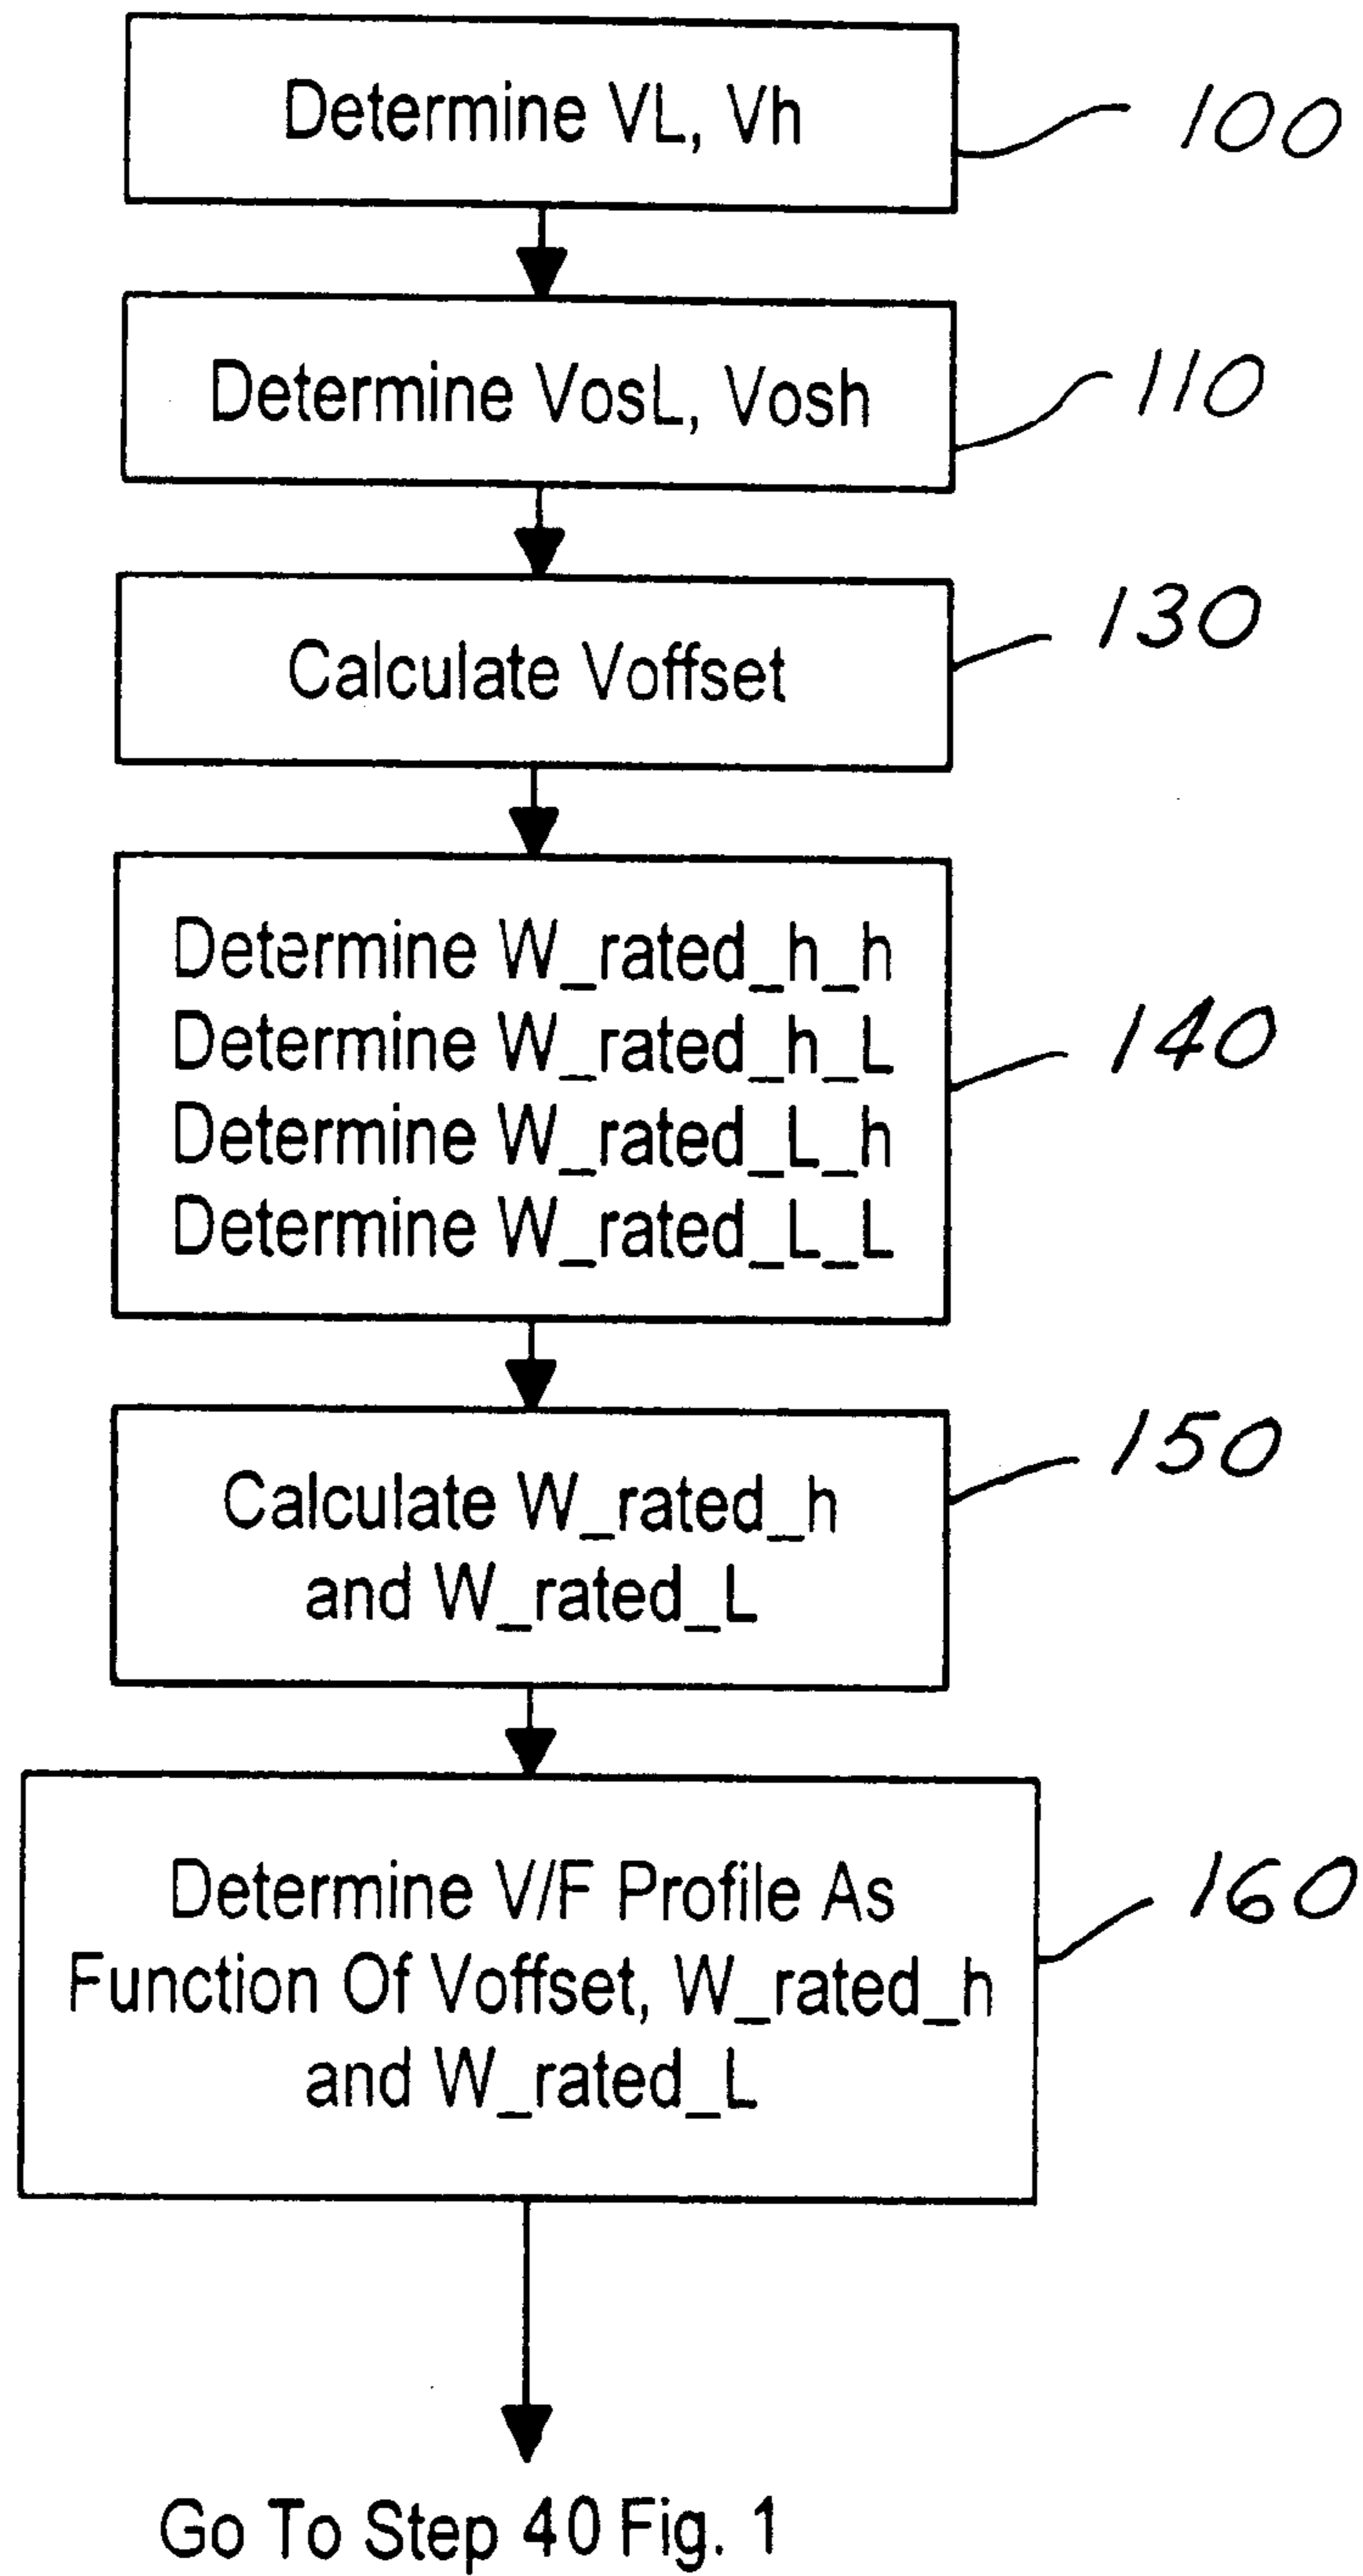 Determine VL, Vh
100
Determine VosL, Vosh
110
Calculate Voffset
130
Determine W_rated_h_h
Determine W_rated_h_L
Determine W_rated_L_h
Determine W_rated_L_L
140
Calculate W_rated_h
and W_rated_L
150
Determine V/F Profile As
Function Of Voffset, W_rated_h
and W_rated_L
160
Go To Step 40 Fig. 1